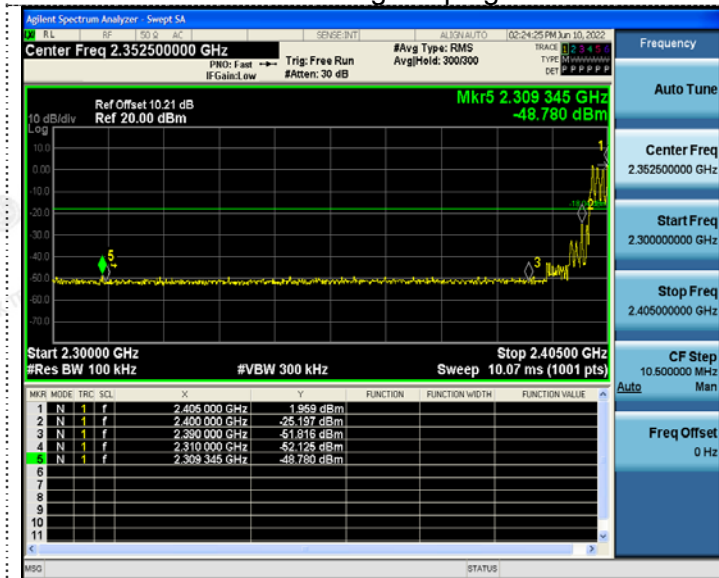 Agilent Spectrum Analyzer - Swept SA
RL RF 50 Ω AC SENSE:INT ALIGNAUTO 02:24:25 PM Jun 10, 2022
Center Freq 2.352500000 GHz
PNO: Fast
IFGain:Low
Trig: Free Run
#Atten: 30 dB
#Avg Type: RMS
Avg|Hold: 300/300
TRACE 1 2 3 4 5 6
TYPE M
DET P P P P P P
Frequency
Mkr5 2.309 345 GHz
-48.780 dBm
Ref Offset 10.21 dB
10 dB/div Ref 20.00 dBm
Log
10.0
0.00
-10.0
-20.0
-30.0
-40.0
-50.0
-60.0
-70.0
1
2
3
4
5
Start 2.30000 GHz Stop 2.40500 GHz
#Res BW 100 kHz #VBW 300 kHz Sweep 10.07 ms (1001 pts)
MKR MODE TRC SCL X Y FUNCTION FUNCTION WIDTH FUNCTION VALUE
1 N 1 f 2.405 000 GHz 1.959 dBm
2 N 1 f 2.400 000 GHz -25.197 dBm
3 N 1 f 2.390 000 GHz -51.816 dBm
4 N 1 f 2.310 000 GHz -52.125 dBm
5 N 1 f 2.309 345 GHz -48.780 dBm
6
7
8
9
10
11
MSG STATUS
Auto Tune
Center Freq
2.352500000 GHz
Start Freq
2.300000000 GHz
Stop Freq
2.405000000 GHz
CF Step
10.500000 MHz
Auto Man
Freq Offset
0 Hz